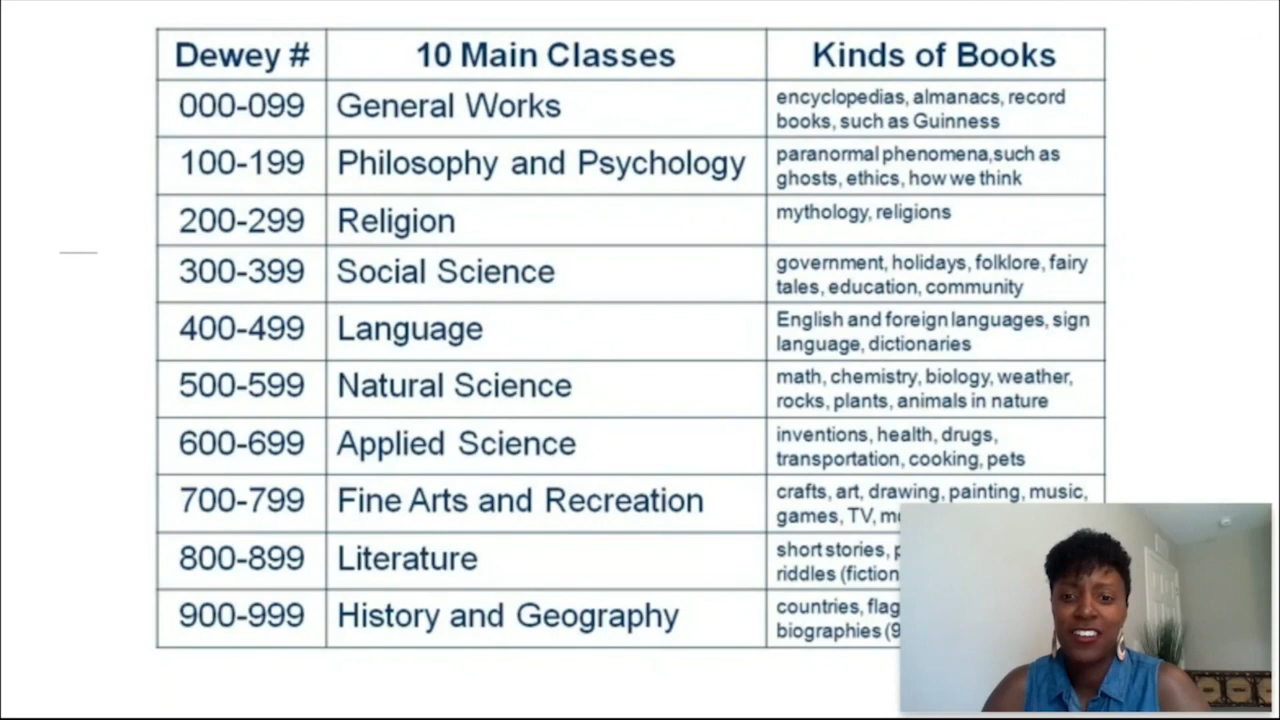 Dewey # 10 Main Classes Kinds of Books
000-099 General Works encyclopedias, almanacs, record
books, such as Guinness
100-199 Philosophy and Psychology paranormal phenomena,such as
ghosts, ethics, how we think
200-299 Religion mythology, religions
300-399 Social Science government, holidays, folklore, fairy
tales, education, community
400-499 Language English and foreign languages, sign
language, dictionaries
500-599 Natural Science math, chemistry, biology, weather,
rocks, plants, animals in nature
600-699 Applied Science inventions, health, drugs,
transportation, cooking, pets
700-799 Fine Arts and Recreation crafts, art, drawing, painting, music,
games, TV,
800-899 Literature short stories,
riddles (fiction
900-999 History and Geography countries,
biographies